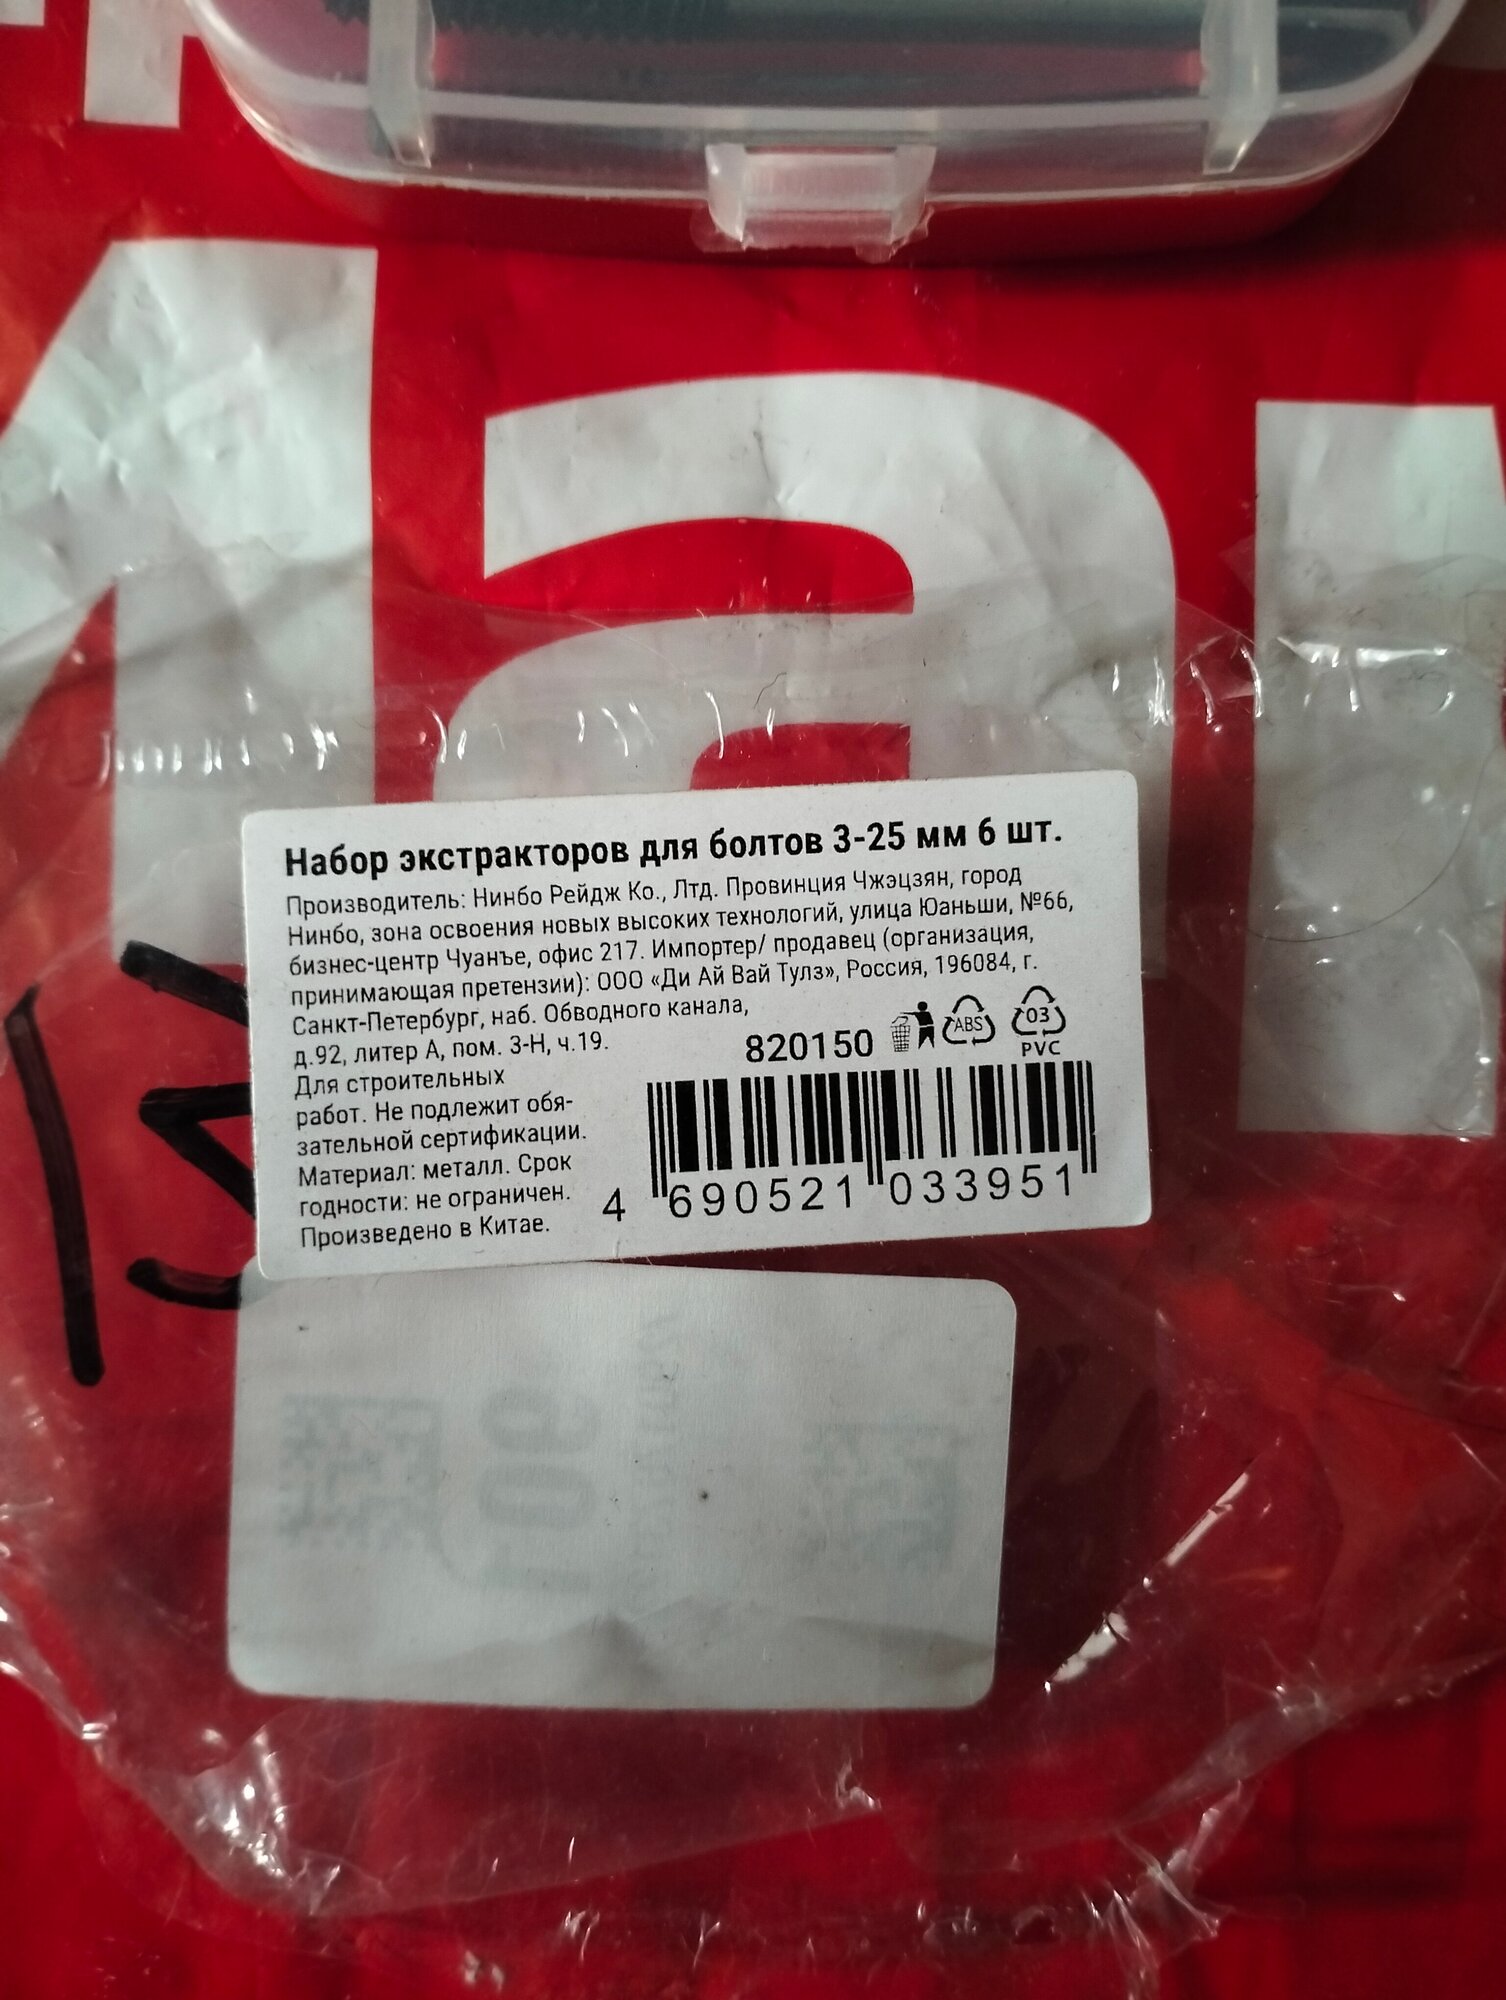 Маг
Набор экстракторов для болтов 3-25 мм 6 шт.
Производитель: Нинбо Рейдж Ко., Лтд. Провинция Чжэцзян, город
Нинбо, зона освоения новых высоких технологий, улица Юаньши, №66,
бизнес-центр Чуанъе, офис 217. Импортер/ продавец (организация,
принимающая претензии): ООО «Ди Ай Вай Тулз», Россия, 196084, г.
Санкт-Петербург, наб. Обводного канала,
д.92, литер А, пом. 3-Н, ч.19.
Для строительных
работ. Не подлежит обя-
зательной сертификации.
Материал: металл. Срок
годности: не ограничен.
Произведено в Китае.
820150
ABS
03
PVC
4 690521 033951